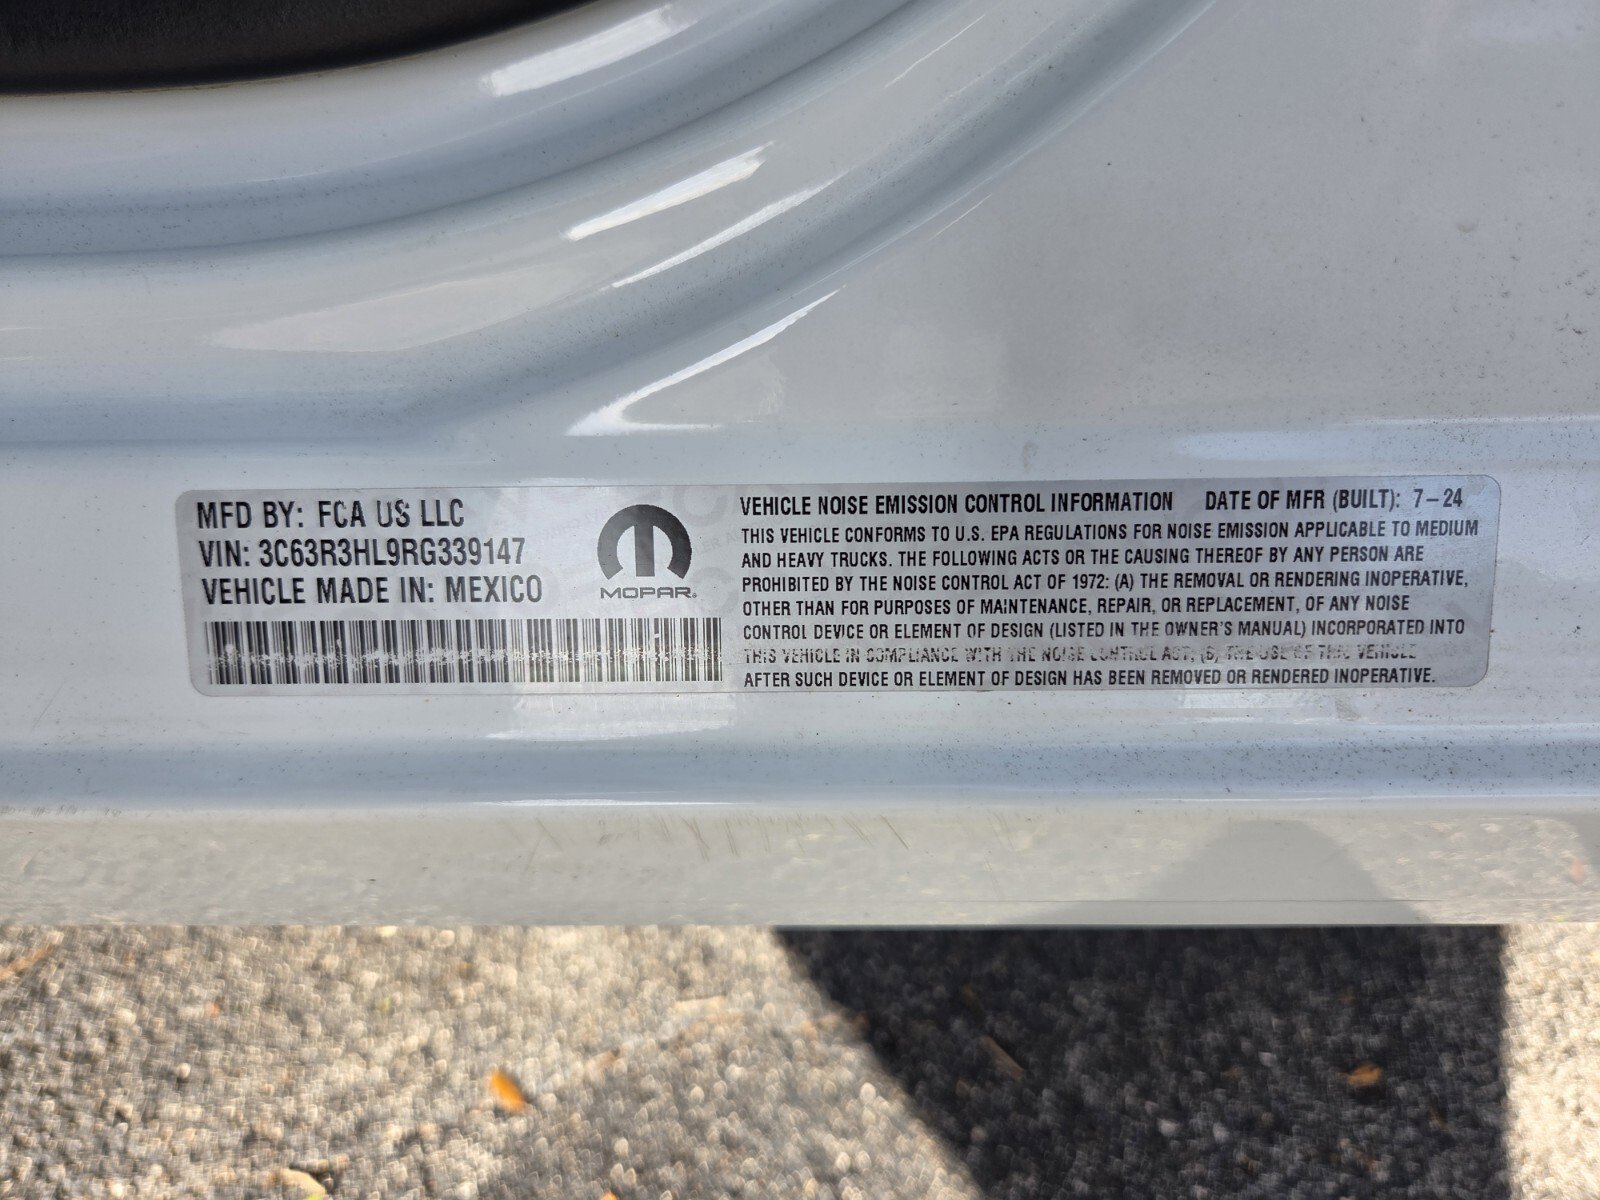 MFD BY: FCA US LLC
VIN: 3C63R3HL9RG339147
VEHICLE MADE IN: MEXICO
MOPAR®
VEHICLE NOISE EMISSION CONTROL INFORMATION DATE OF MFR (BUILT): 7-24
THIS VEHICLE CONFORMS TO U.S. EPA REGULATIONS FOR NOISE EMISSION APPLICABLE TO MEDIUM
AND HEAVY TRUCKS. THE FOLLOWING ACTS OR THE CAUSING THEREOF BY ANY PERSON ARE
PROHIBITED BY THE NOISE CONTROL ACT OF 1972: (A) THE REMOVAL OR RENDERING INOPERATIVE,
OTHER THAN FOR PURPOSES OF MAINTENANCE, REPAIR, OR REPLACEMENT, OF ANY NOISE
CONTROL DEVICE OR ELEMENT OF DESIGN (LISTED IN THE OWNER'S MANUAL) INCORPORATED INTO
THIS VEHICLE IN COMPLIANCE WITH THE NOISE CONTROL ACT; (B) THE USE OF THIS VEHICLE
AFTER SUCH DEVICE OR ELEMENT OF DESIGN HAS BEEN REMOVED OR RENDERED INOPERATIVE.